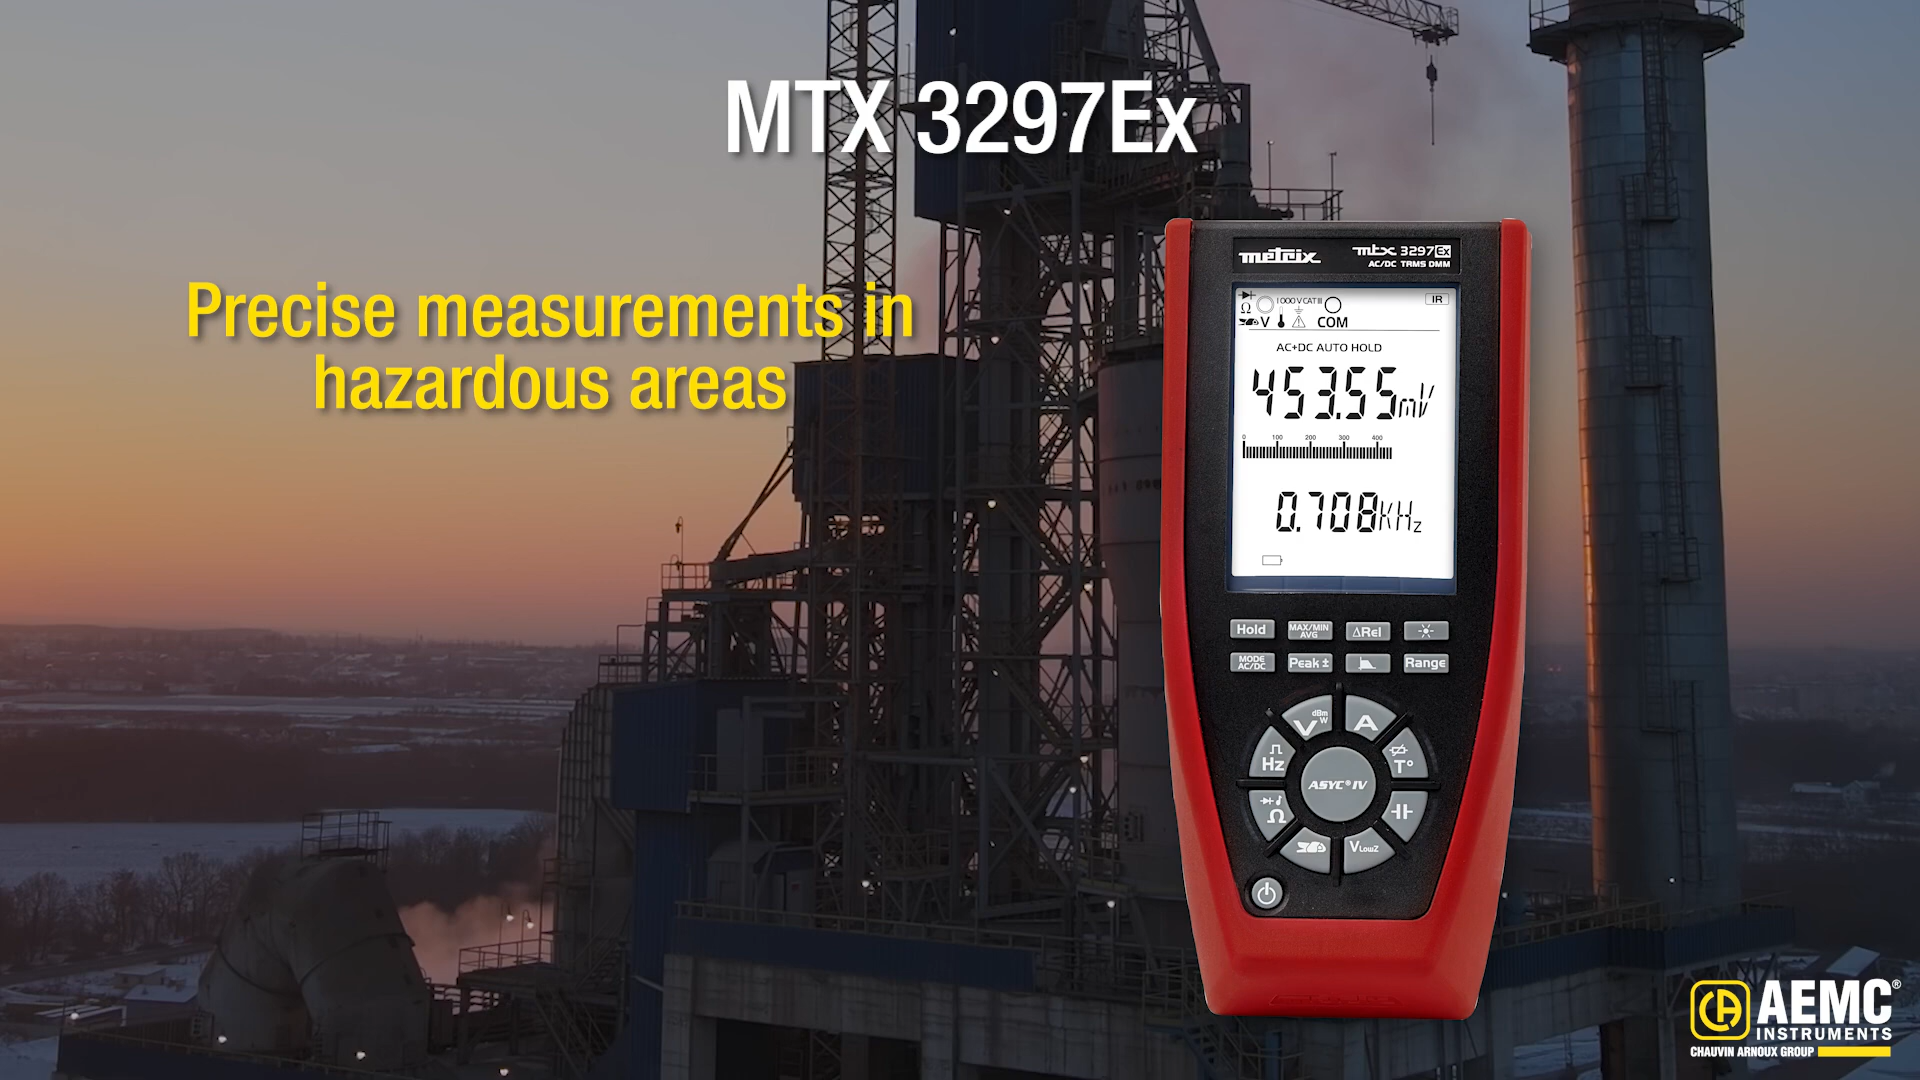 MTX 3297Ex
Precise measurements in
hazardous areas
metrix
mtx 3297Ex
AC/DC TRMS DMM
IR
Ω 1000V CAT III
V COM
AC+DC AUTO HOLD
453.55mV
0 100 200 300 400
0.708KHz
Hold MAX/MIN AVG ΔRel
MODE AC/DC Peak ± Range
V dBm W A
Hz T°
ASYC® IV
Ω
VLowZ
AEMC®
INSTRUMENTS
CHAUVIN ARNOUX GROUP